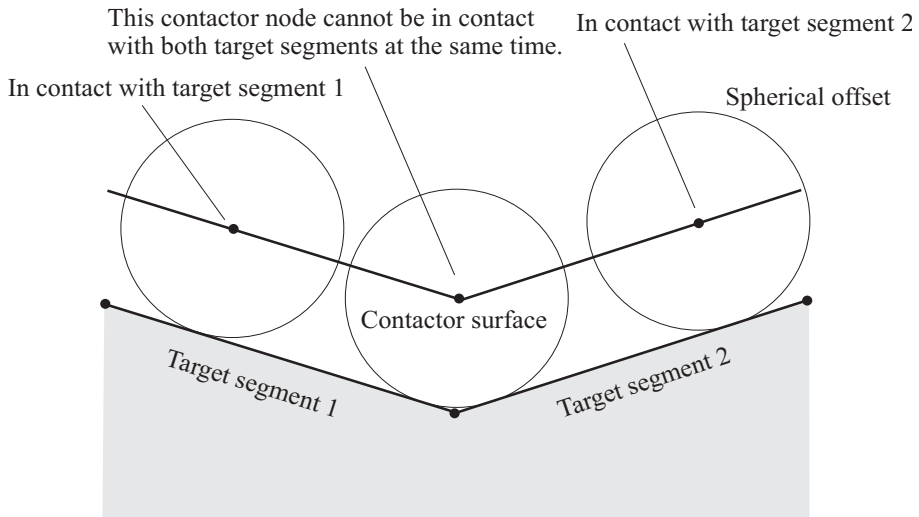 This contactor node cannot be in contact
with both target segments at the same time.
In contact with target segment 2
In contact with target segment 1
Spherical offset
Contactor surface
Target segment 1
Target segment 2